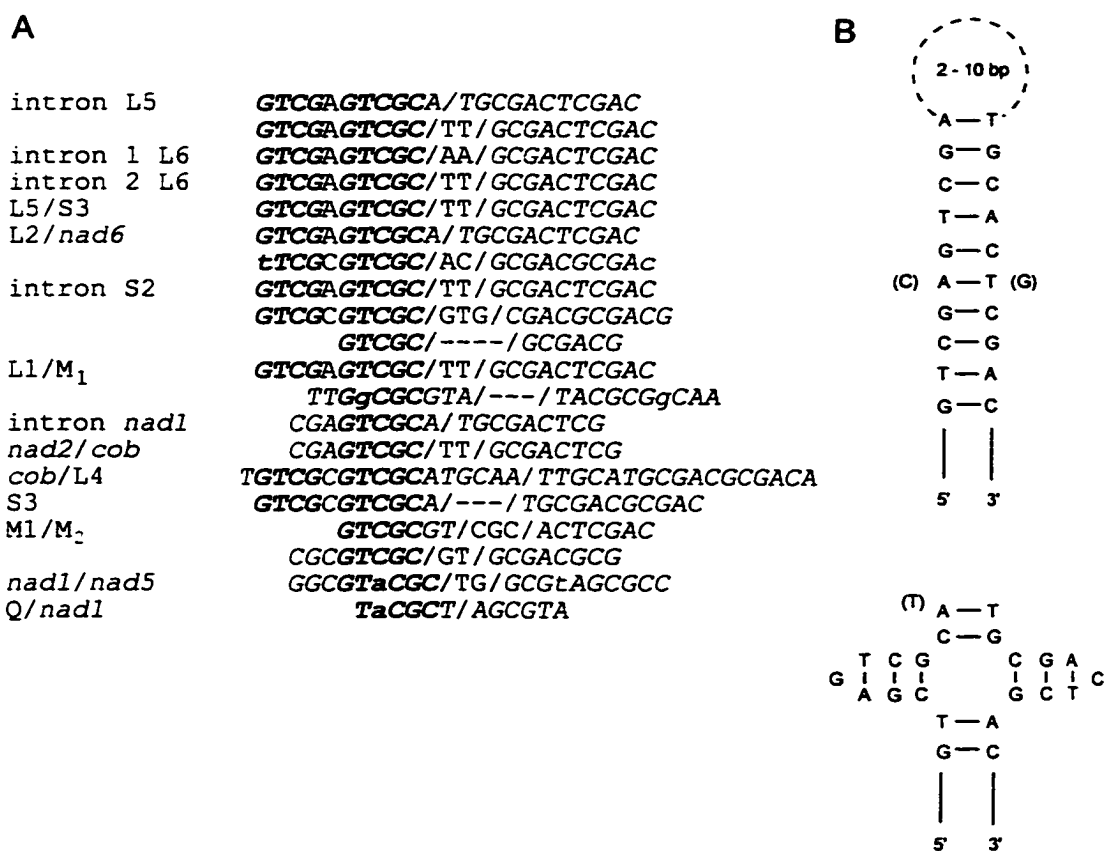 A
intron L5 GTCGAGTCGCA/TGCGACTCGAC
GTCGAGTCGC/TT/GCGACTCGAC
intron 1 L6 GTCGAGTCGC/AA/GCGACTCGAC
intron 2 L6 GTCGAGTCGC/TT/GCGACTCGAC
L5/S3 GTCGAGTCGC/TT/GCGACTCGAC
L2/nad6 GTCGAGTCGCA/TGCGACTCGAC
tTCGCGTCGC/AC/GCGACGCGAc
intron S2 GTCGAGTCGC/TT/GCGACTCGAC
GTCGCGTCGC/GTG/CGACGCGACG
GTCGC/----/GCGACG
L1/M1 GTCGAGTCGC/TT/GCGACTCGAC
TTGgCGCGTA/---/TACGCGgCAA
intron nad1 CGAGTCGCA/TGCGACTCG
nad2/cob CGAGTCGC/TT/GCGACTCG
cob/L4 TGTCGCGTCGCATGCAA/TTGCATGCGACGCGACA
S3 GTCGCGTCGCA/---/TGCGACGCGAC
M1/M2 GTCGCGT/CGC/ACTCGAC
CGCGTCGC/GT/GCGACGCG
nad1/nad5 GGCGTaCGC/TG/GCGtAGCGCC
Q/nad1 TaCGCT/AGCGTA
B
2 - 10 bp
A — T
G — G
C — C
T — A
G — C
(C) A — T (G)
G — C
C — G
T — A
G — C
5' 3'
(T) A — T
C — G
T C G C G A
G C
A G C G C T
T — A
G — C
5' 3'